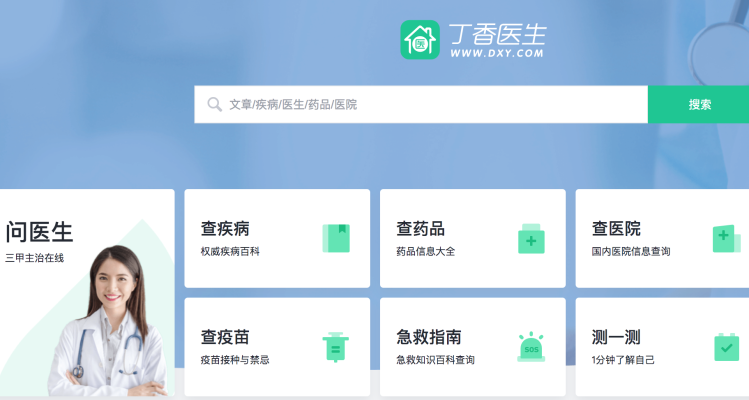 丁香医生
WWW.DXY.COM
文章/疾病/医生/药品/医院
搜索
问医生
三甲主治在线
查疾病
权威疾病百科
查药品
药品信息大全
查医院
国内医院信息查询
查疫苗
疫苗接种与禁忌
急救指南
急救知识百科查询
SOS
测一测
1分钟了解自己